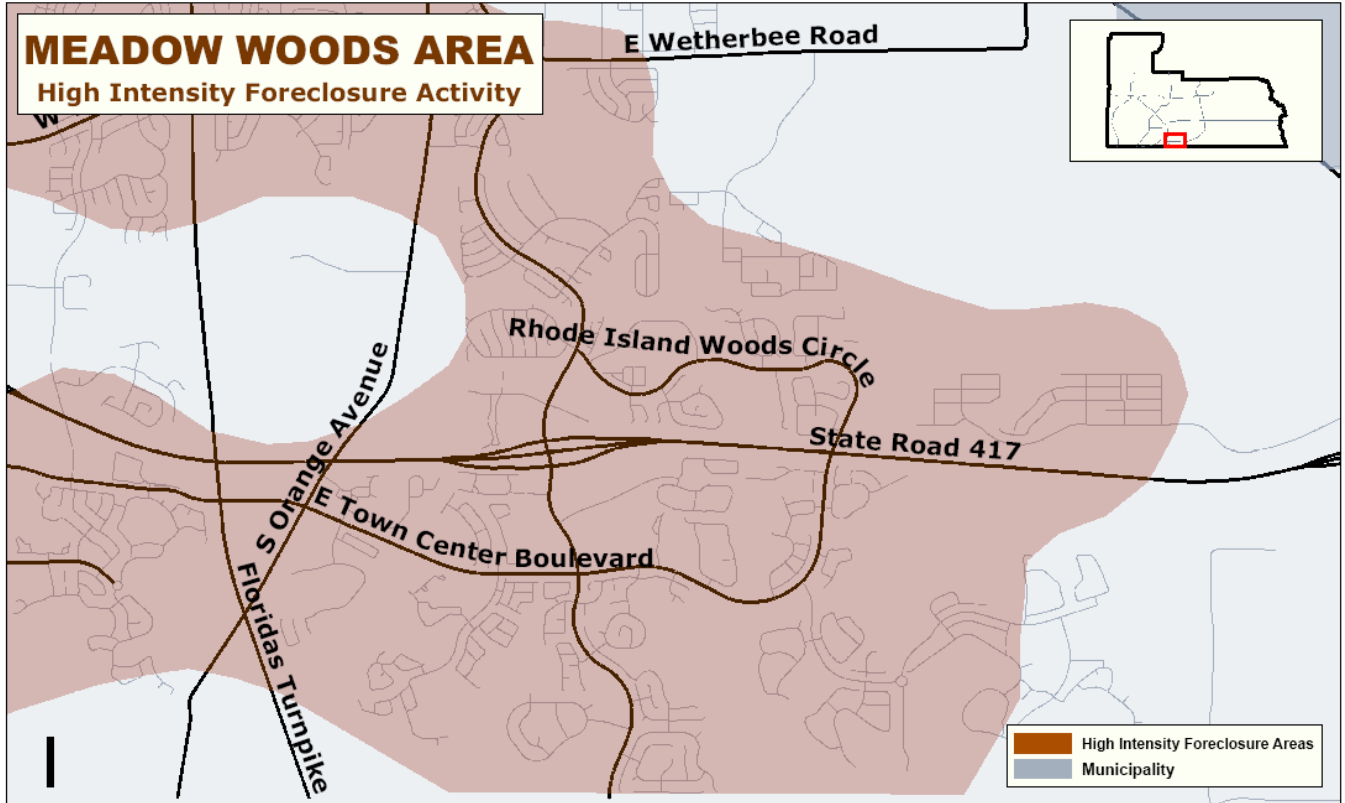 MEADOW WOODS AREA
High Intensity Foreclosure Activity
E Wetherbee Road
W
Rhode Island Woods Circle
S Orange Avenue
State Road 417
E Town Center Boulevard
Floridas Turnpike
High Intensity Foreclosure Areas
Municipality